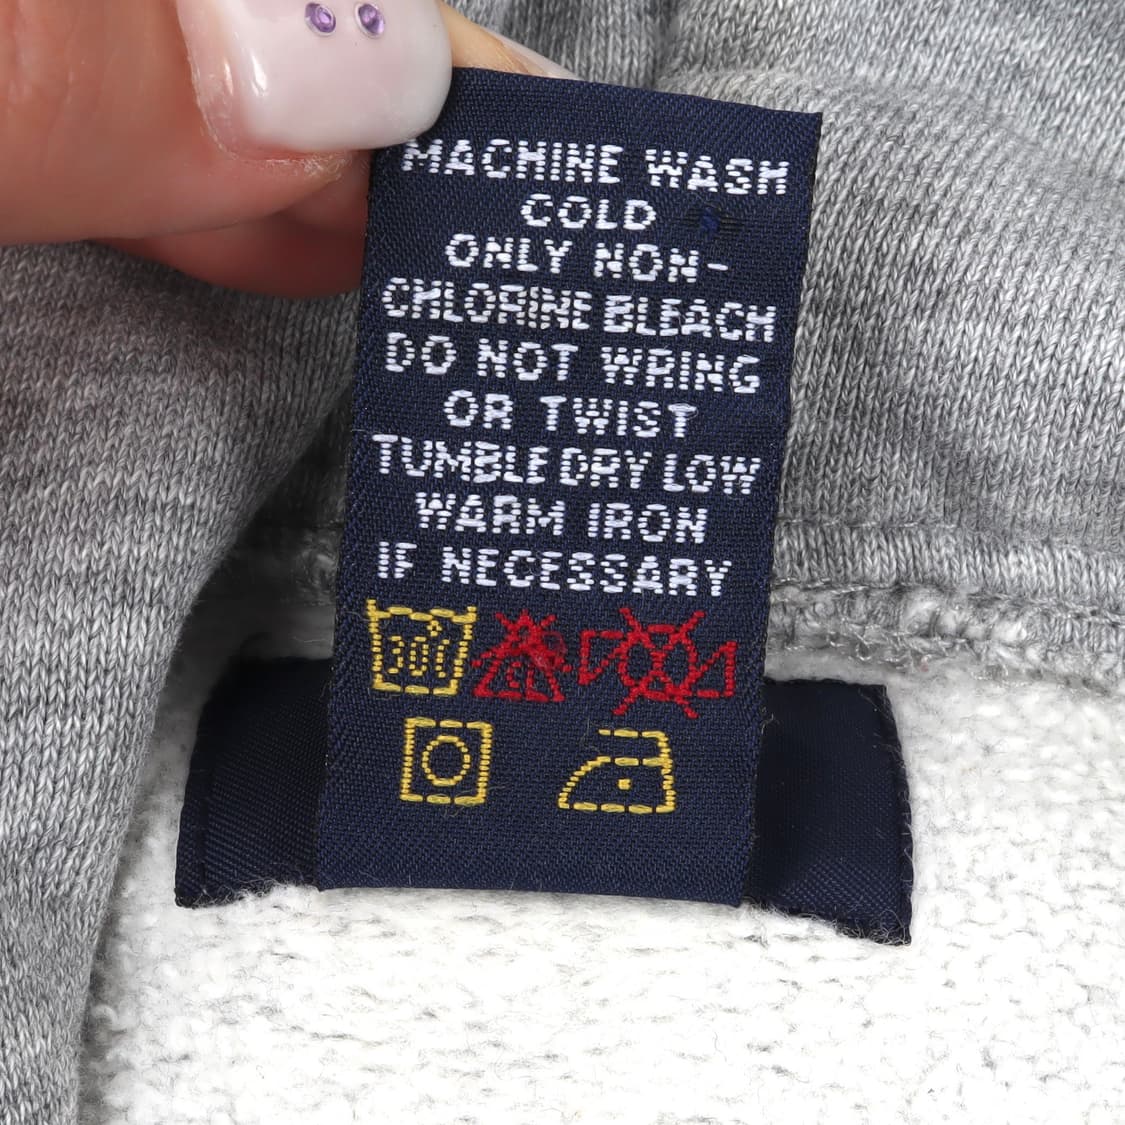 MACHINE WASH
COLD
ONLY NON-
CHLORINE BLEACH
DO NOT WRING
OR TWIST
TUMBLE DRY LOW
WARM IRON
IF NECESSARY
30°C
CL